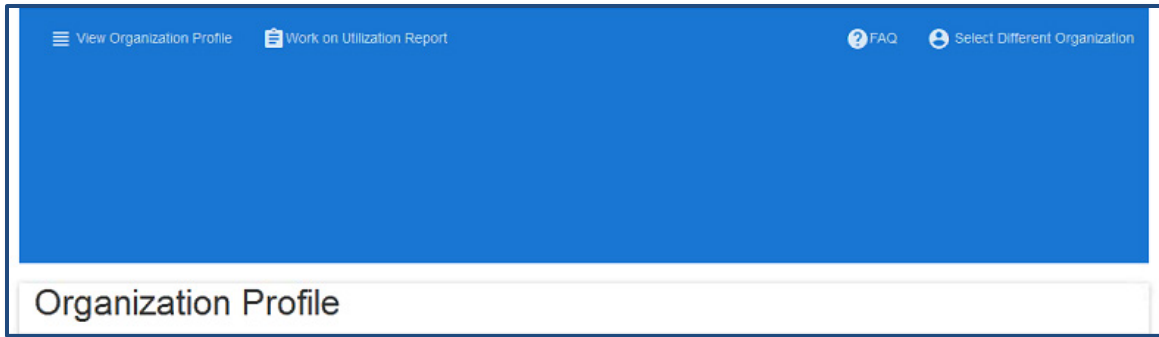 View Organization Profile Work on Utilization Report FAQ Select Different Organization
Organization Profile